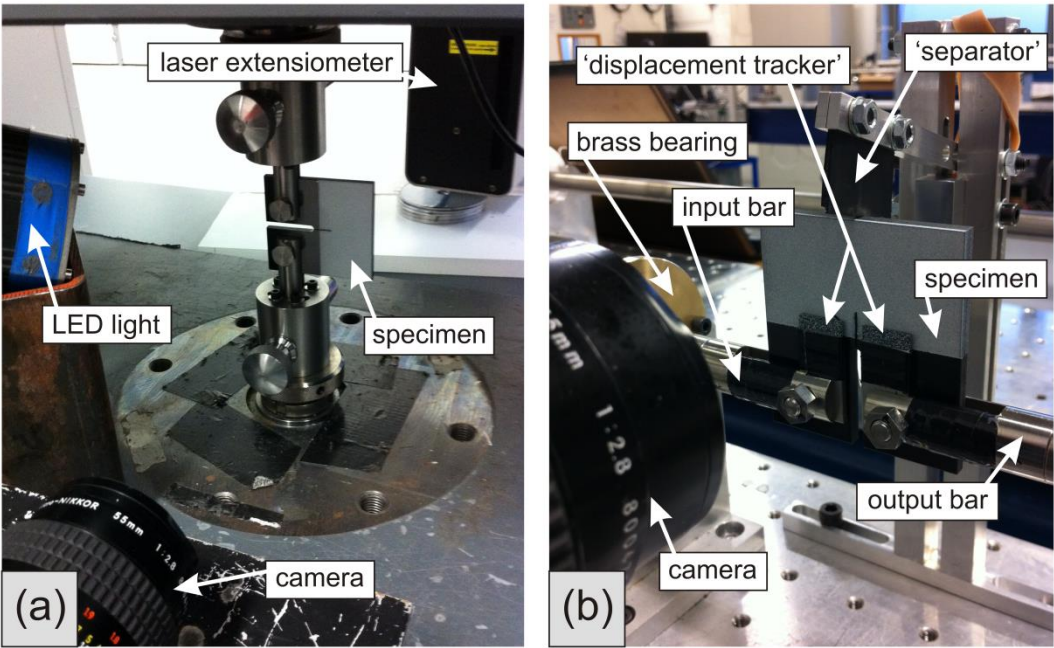 laser extensiometer
LED light
specimen
camera
-NIKKOR 55mm 1:2.8
(a)
'displacement tracker'
'separator'
brass bearing
input bar
specimen
output bar
camera
1:2.8
(b)